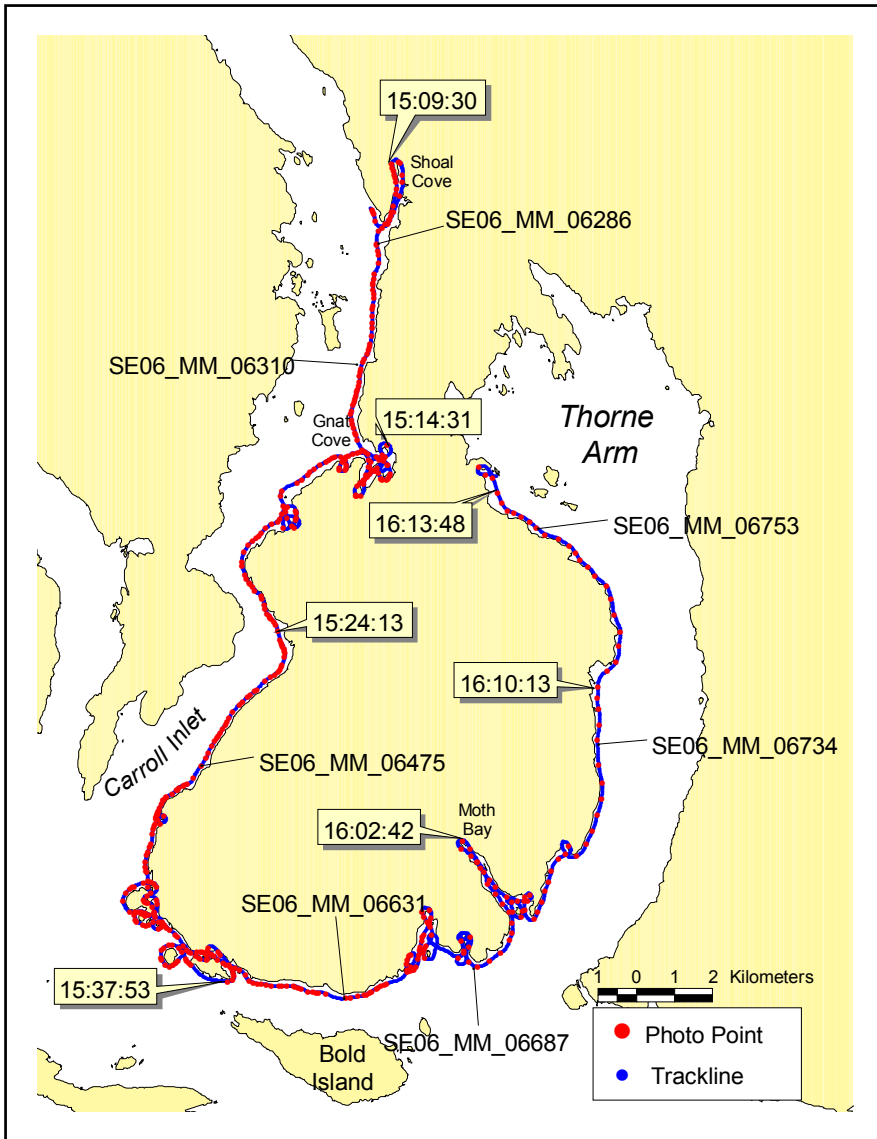 15:09:30
Shoal
Cove
SE06_MM_06286
SE06_MM_06310
Gnat
Cove
15:14:31
Thorne
Arm
16:13:48
SE06_MM_06753
15:24:13
16:10:13
Carroll Inlet
SE06_MM_06475
SE06_MM_06734
Moth
Bay
16:02:42
SE06_MM_06631
15:37:53
1 0 1 2 Kilometers
SE06_MM_06687
Bold
Island
Photo Point
Trackline